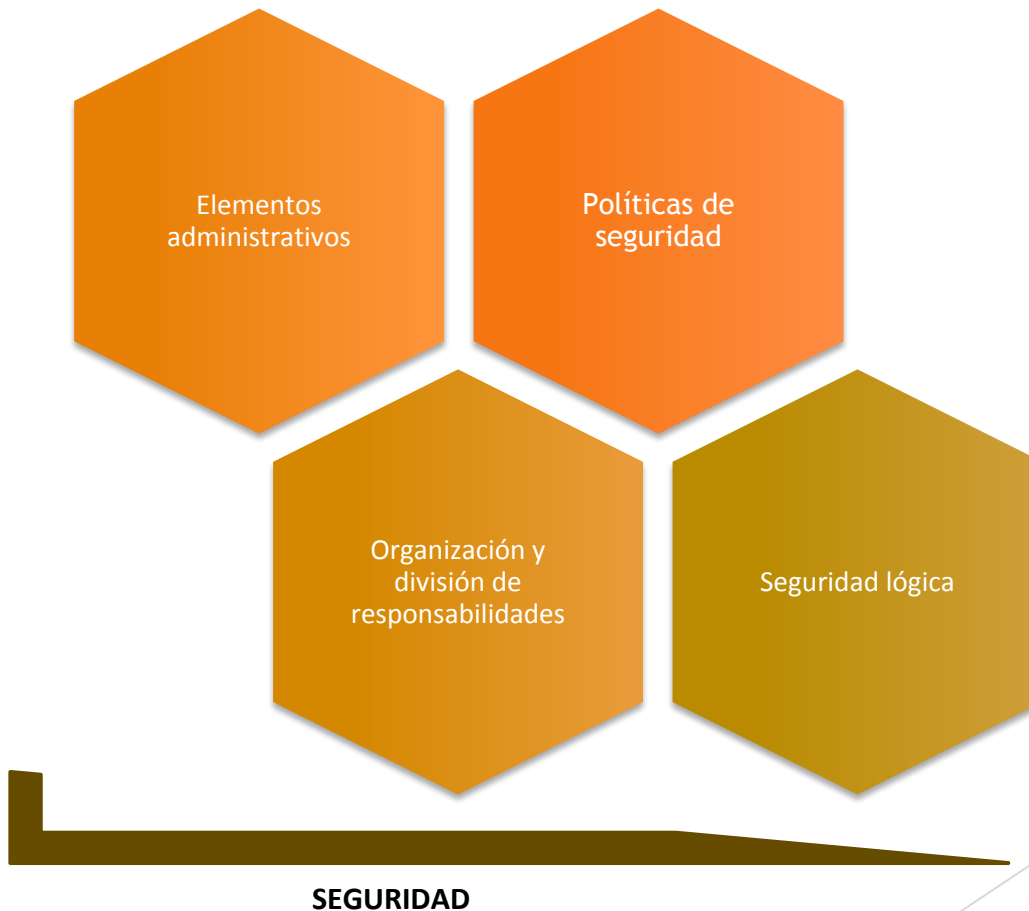 Elementos
administrativos
Políticas de
seguridad
Organización y
división de
responsabilidades
Seguridad lógica
SEGURIDAD